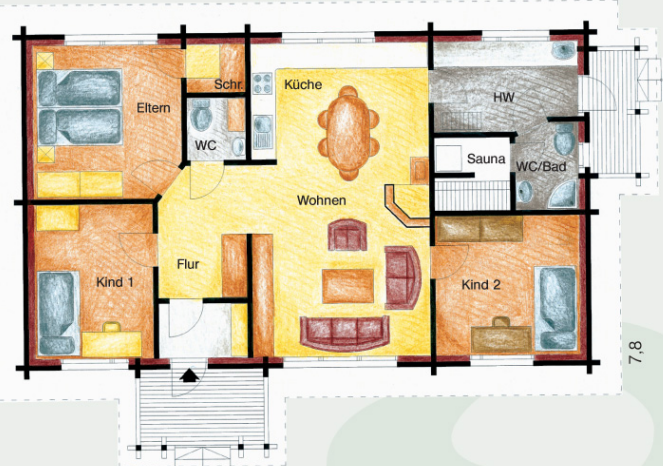 Küche
Schr.
Eltern
HW
WC
Sauna
WC/Bad
Wohnen
Flur
Kind 1
Kind 2
7,8